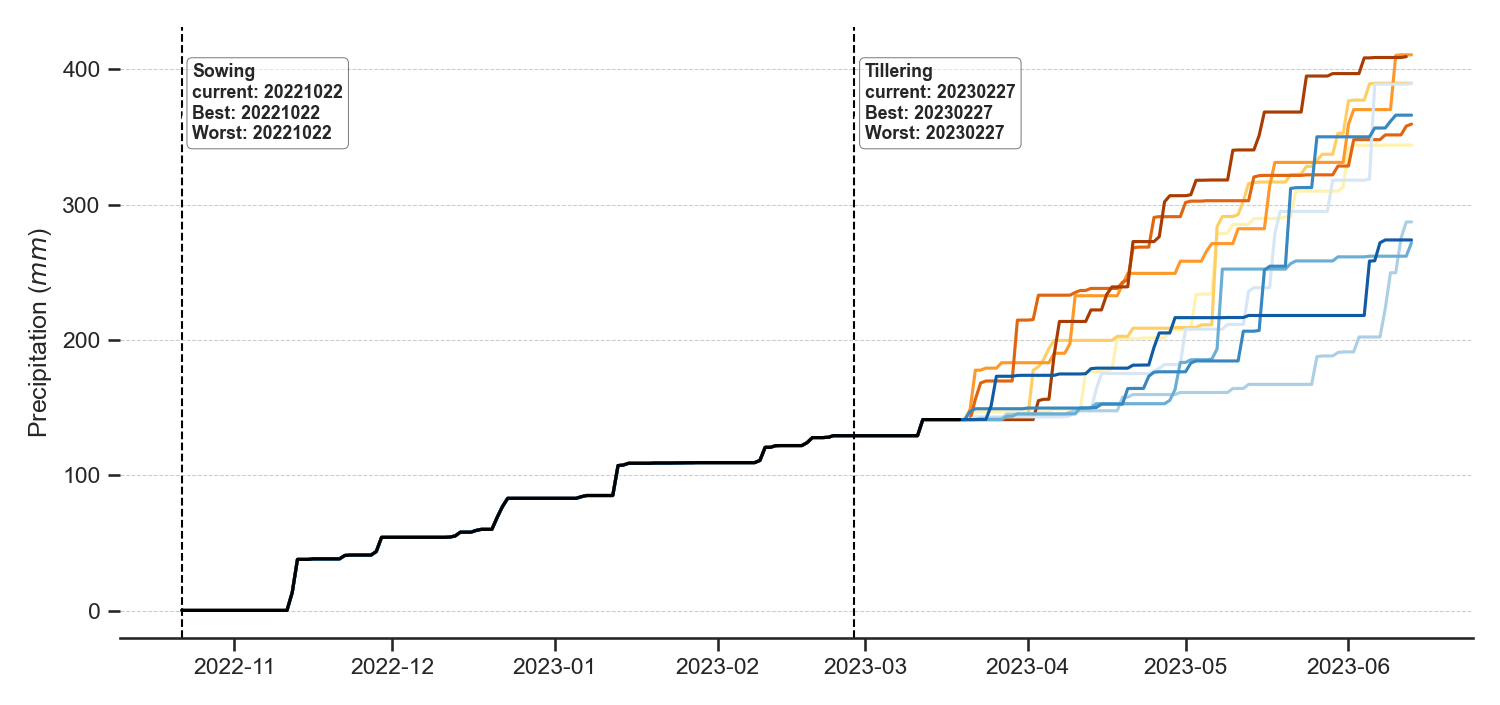 Sowing
current: 20221022
Best: 20221022
Worst: 20221022
Tillering
current: 20230227
Best: 20230227
Worst: 20230227
Precipitation (mm)
400
300
200
100
0
2022-11
2022-12
2023-01
2023-02
2023-03
2023-04
2023-05
2023-06